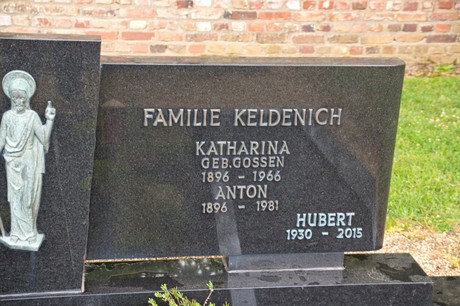 FAMILIE KELDENICH
KATHARINA
GEB.GOSSEN
1896 - 1966
ANTON
1896 - 1981
HUBERT
1930 - 2015